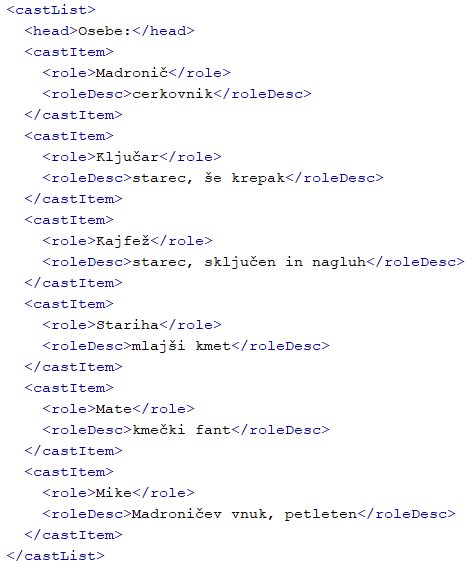 <castList>
<head>Osebe:</head>
<castItem>
<role>Madronič</role>
<roleDesc>cerkovnik</roleDesc>
</castItem>
<castItem>
<role>Ključar</role>
<roleDesc>starec, še krepak</roleDesc>
</castItem>
<castItem>
<role>Kajfež</role>
<roleDesc>starec, sključen in nagluh</roleDesc>
</castItem>
<castItem>
<role>Stariha</role>
<roleDesc>mlajši kmet</roleDesc>
</castItem>
<castItem>
<role>Mate</role>
<roleDesc>kmečki fant</roleDesc>
</castItem>
<castItem>
<role>Mike</role>
<roleDesc>Madroničev vnuk, petleten</roleDesc>
</castItem>
</castList>